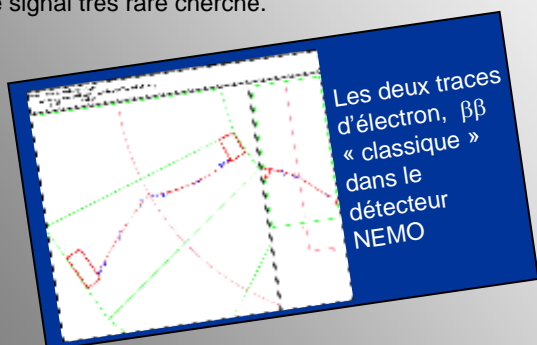 signal très rare cherché.
Les deux traces
d'électron, ββ
« classique »
dans le
détecteur
NEMO